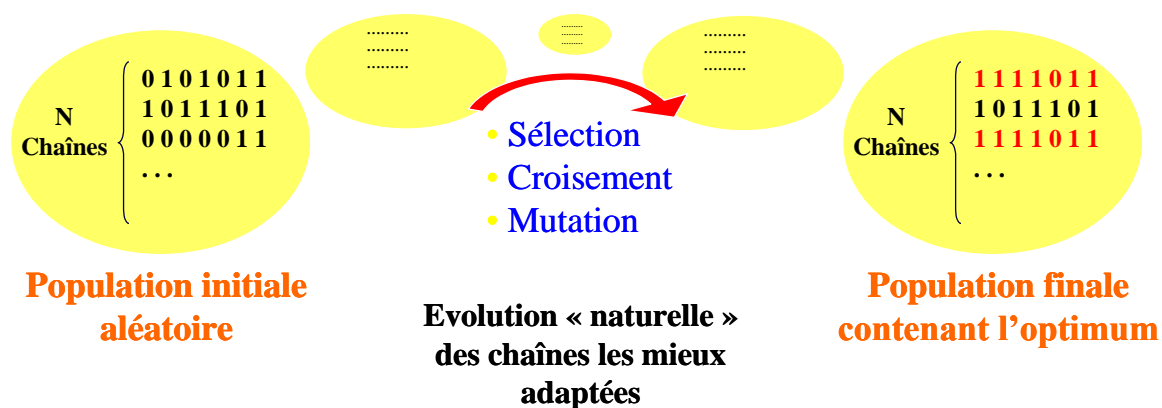 .........
.........
.........
.........
.........
.........
.........
.........
.........
N
Chaînes
0 1 0 1 0 1 1
1 0 1 1 1 0 1
0 0 0 0 0 1 1
. . .
• Sélection
• Croisement
• Mutation
N
Chaînes
1 1 1 1 0 1 1
1 0 1 1 1 0 1
1 1 1 1 0 1 1
. . .
Population initiale
aléatoire
Evolution « naturelle »
des chaînes les mieux
adaptées
Population finale
contenant l’optimum